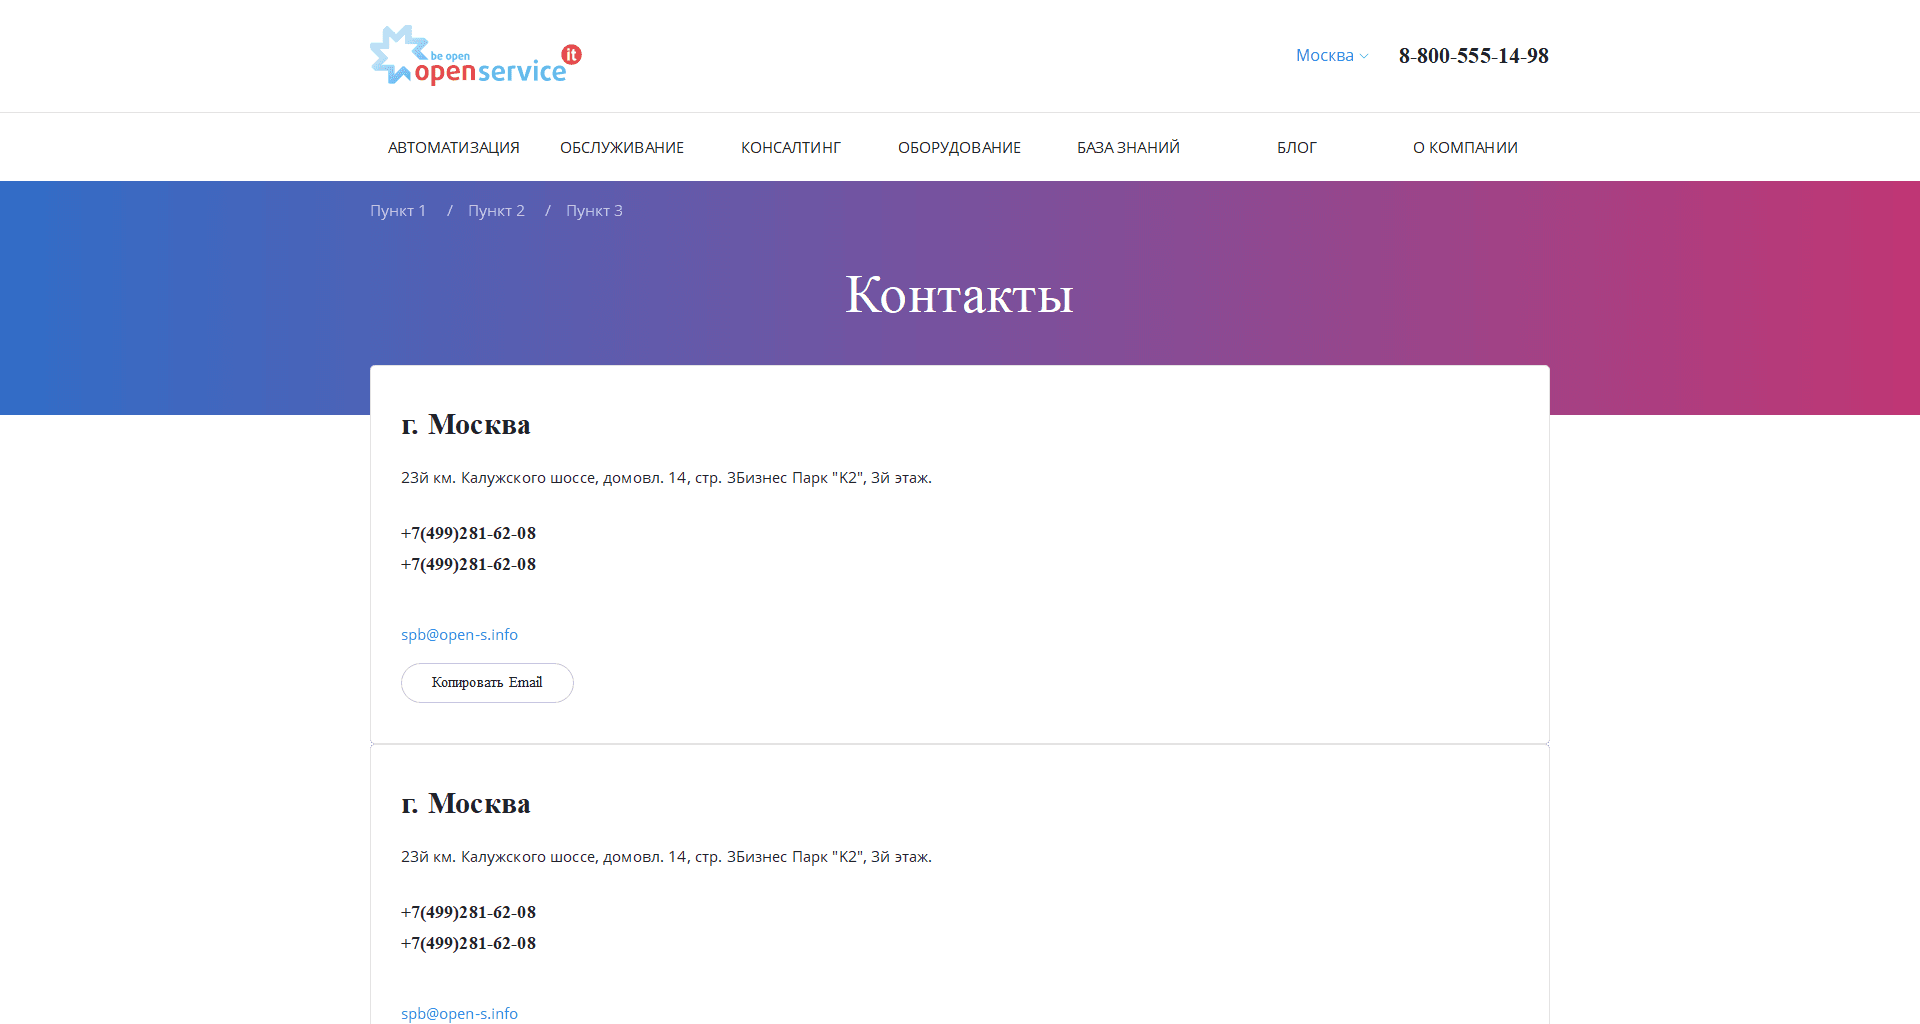 be open
openservice it
Москва
8-800-555-14-98
АВТОМАТИЗАЦИЯ ОБСЛУЖИВАНИЕ КОНСАЛТИНГ ОБОРУДОВАНИЕ БАЗА ЗНАНИЙ БЛОГ О КОМПАНИИ
Пункт 1 / Пункт 2 / Пункт 3
Контакты
г. Москва
23й км. Калужского шоссе, домовл. 14, стр. 3Бизнес Парк "К2", 3й этаж.
+7(499)281-62-08
+7(499)281-62-08
spb@open-s.info
Копировать Email
г. Москва
23й км. Калужского шоссе, домовл. 14, стр. 3Бизнес Парк "К2", 3й этаж.
+7(499)281-62-08
+7(499)281-62-08
spb@open-s.info